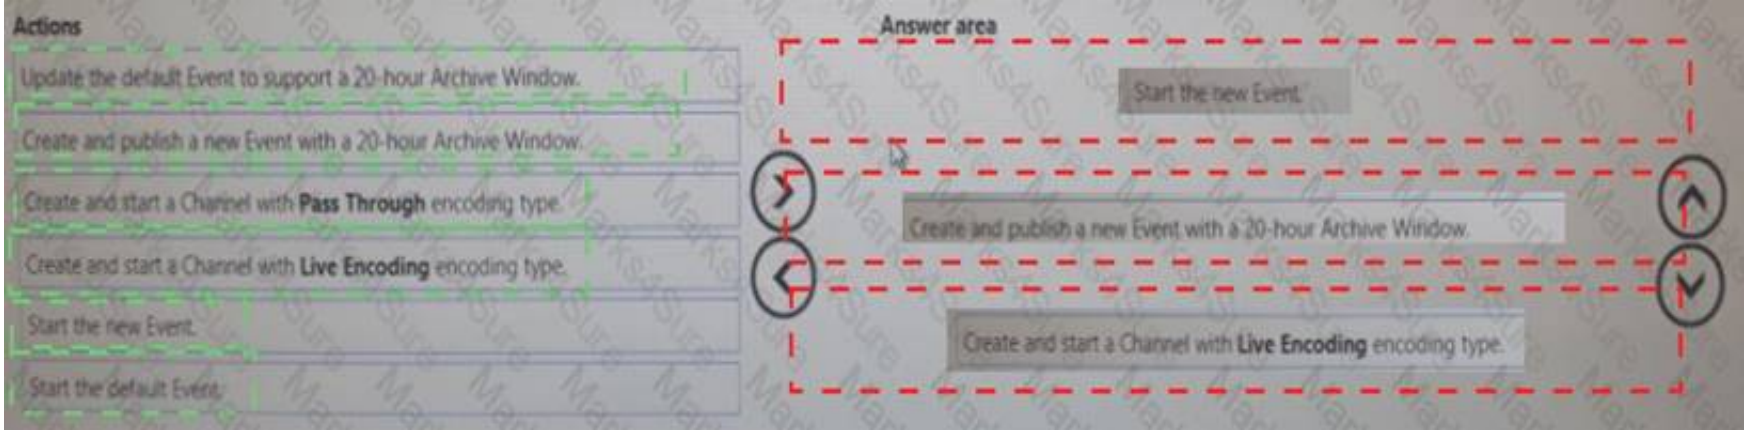 Actions
Update the default Event to support a 20-hour Archive Window.
Create and publish a new Event with a 20-hour Archive Window.
Create and start a Channel with Pass Through encoding type.
Create and start a Channel with Live Encoding encoding type.
Start the new Event.
Start the default Event.
Answer area
Start the new Event.
Create and publish a new Event with a 20-hour Archive Window.
Create and start a Channel with Live Encoding encoding type.
Marks4Sure